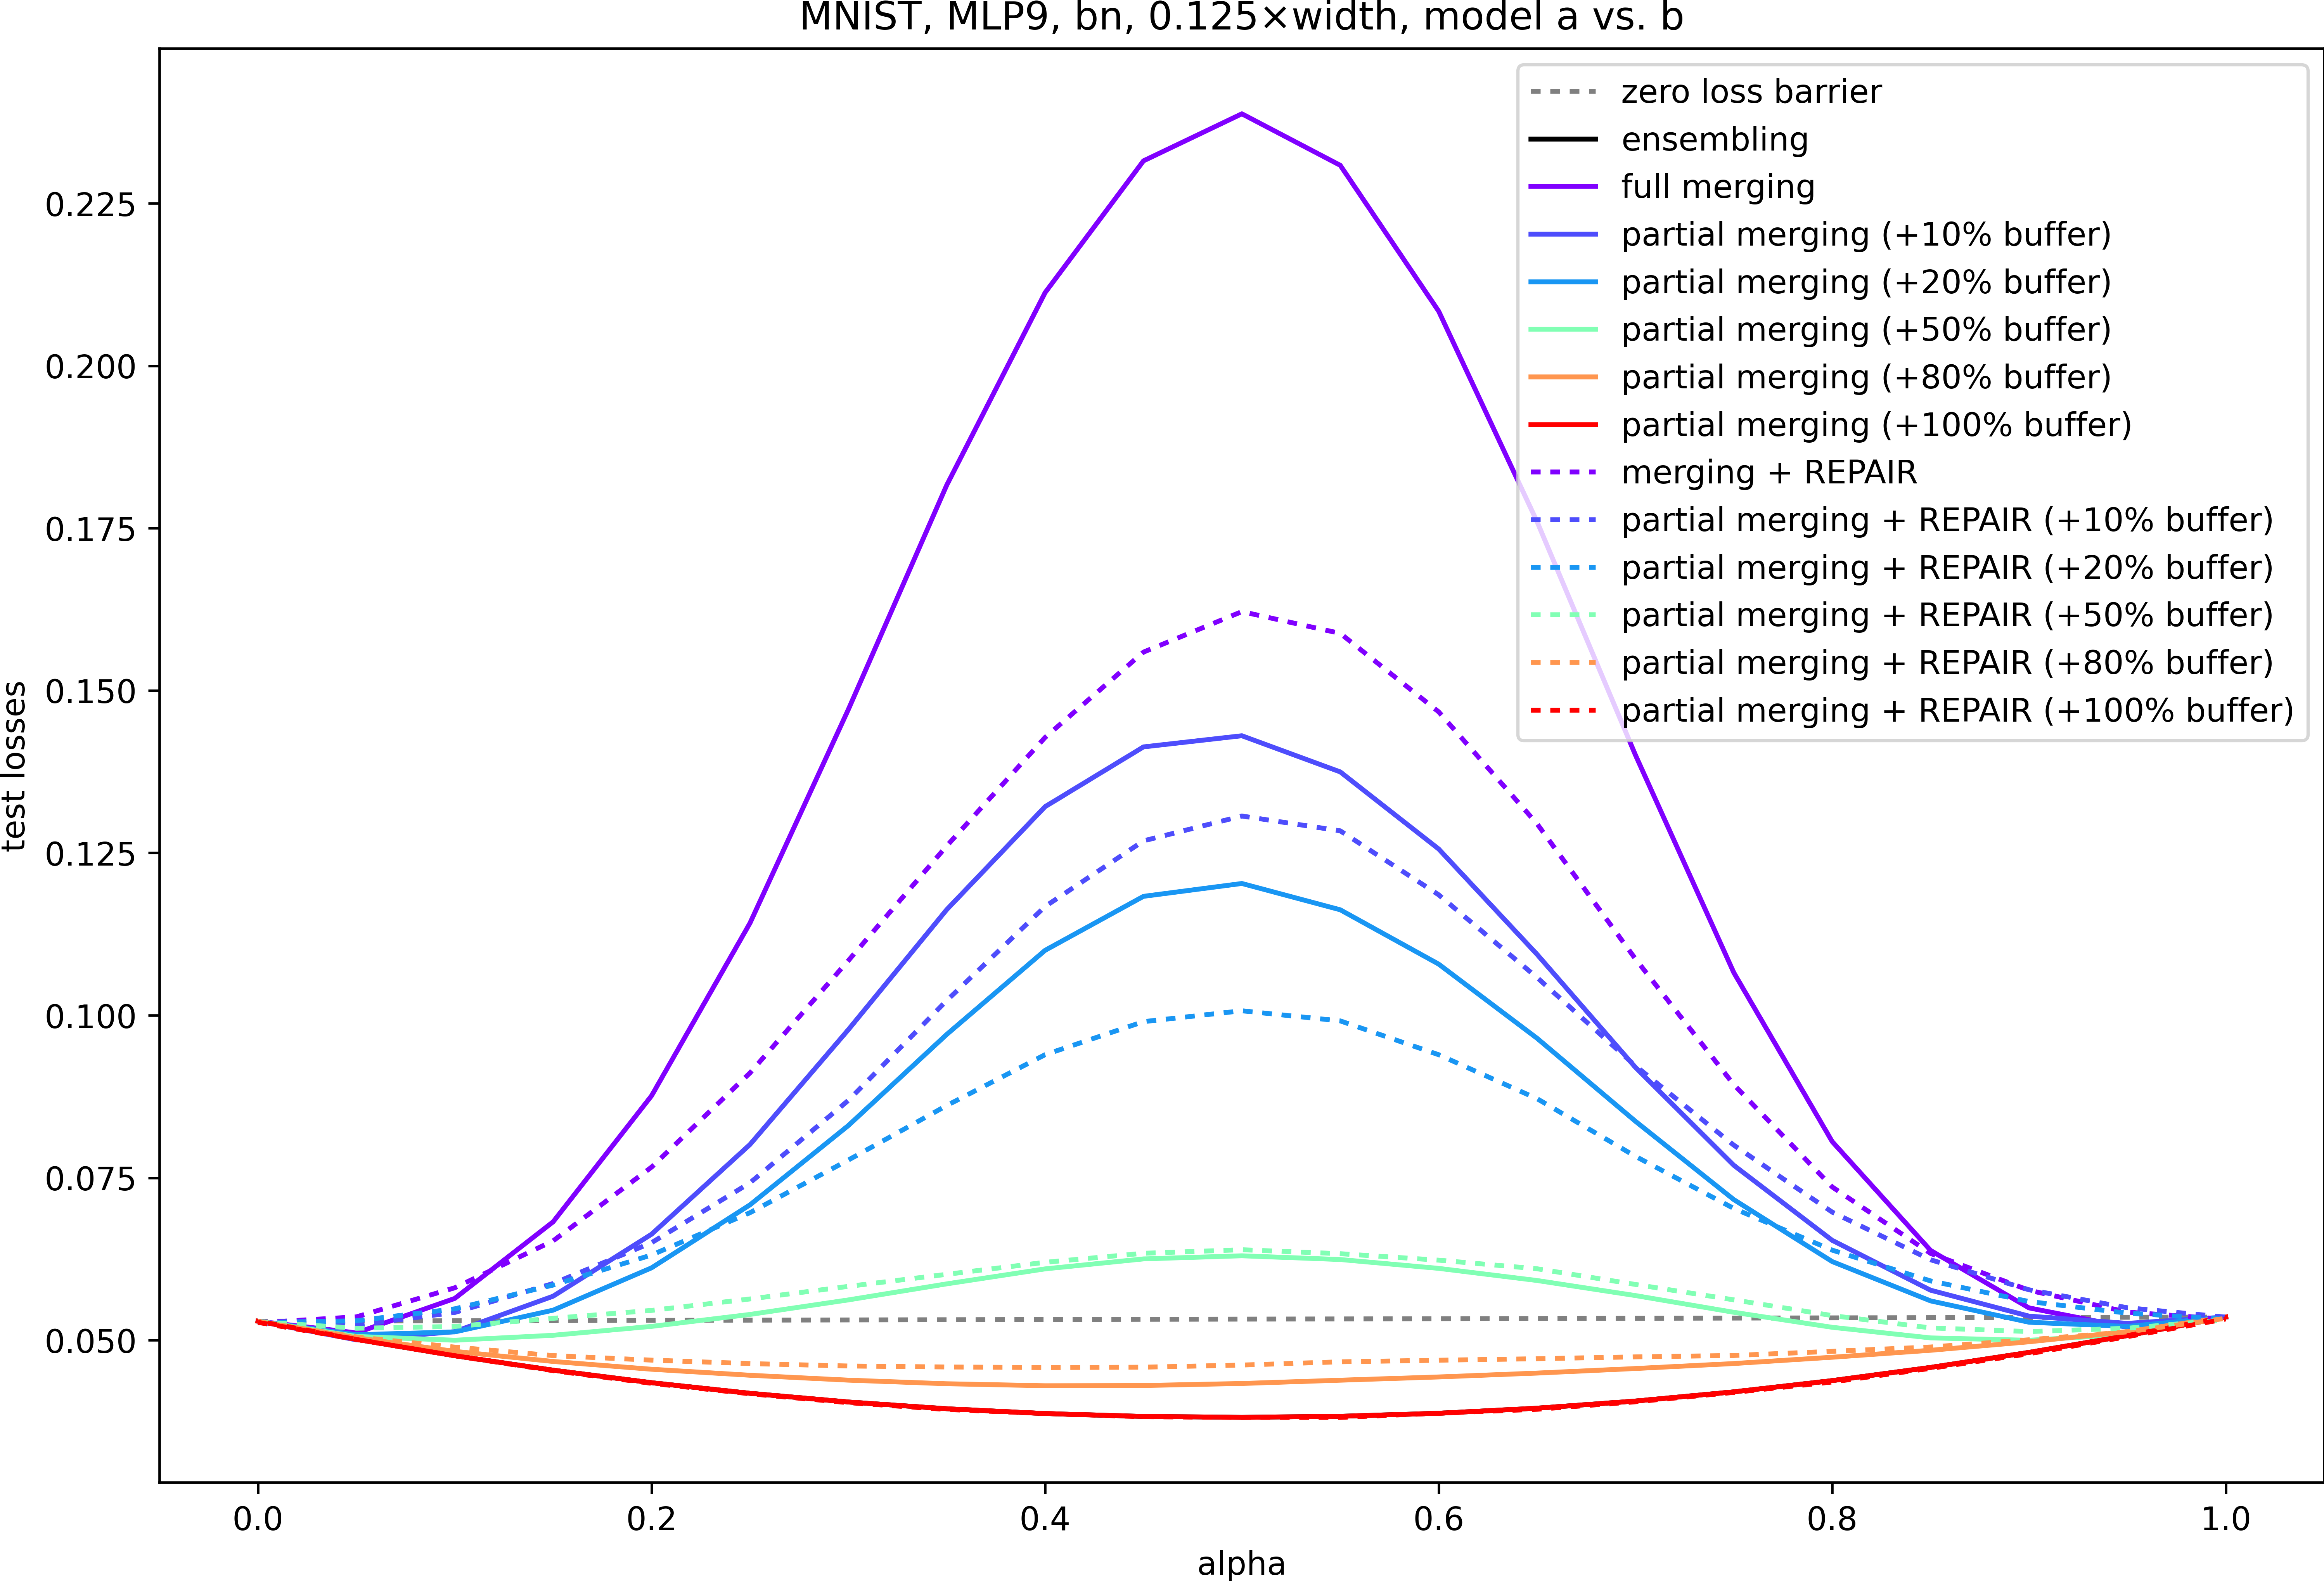 MNIST, MLP9, bn, 0.125×width, model a vs. b
zero loss barrier
ensembling
full merging
partial merging (+10% buffer)
partial merging (+20% buffer)
partial merging (+50% buffer)
partial merging (+80% buffer)
partial merging (+100% buffer)
merging + REPAIR
partial merging + REPAIR (+10% buffer)
partial merging + REPAIR (+20% buffer)
partial merging + REPAIR (+50% buffer)
partial merging + REPAIR (+80% buffer)
partial merging + REPAIR (+100% buffer)
test losses
0.225
0.200
0.175
0.150
0.125
0.100
0.075
0.050
0.0 0.2 0.4 0.6 0.8 1.0
alpha